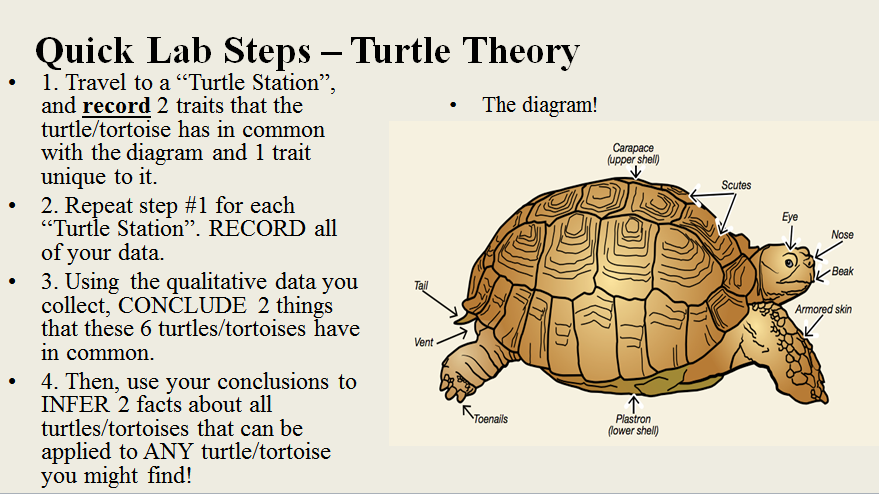 Quick Lab Steps – Turtle Theory
• 1. Travel to a “Turtle Station”,
and record 2 traits that the
turtle/tortoise has in common
with the diagram and 1 trait
unique to it.
• 2. Repeat step #1 for each
“Turtle Station”. RECORD all
of your data.
• 3. Using the qualitative data you
collect, CONCLUDE 2 things
that these 6 turtles/tortoises have
in common.
• 4. Then, use your conclusions to
INFER 2 facts about all
turtles/tortoises that can be
applied to ANY turtle/tortoise
you might find!
• The diagram!
Carapace
(upper shell)
Scutes
Eye
Nose
Beak
Armored skin
Tail
Vent
Toenails
Plastron
(lower shell)